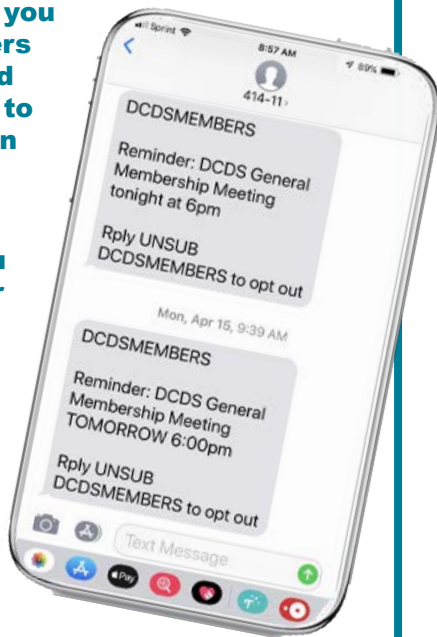 you
ers
d
to
n
r
Sprint
8:57 AM
89%
414-11
DCDSMEMBERS
Reminder: DCDS General
Membership Meeting
tonight at 6pm
Rply UNSUB
DCDSMEMBERS to opt out
Mon, Apr 15, 9:39 AM
DCDSMEMBERS
Reminder: DCDS General
Membership Meeting
TOMORROW 6:00pm
Rply UNSUB
DCDSMEMBERS to opt out
Text Message
Pay